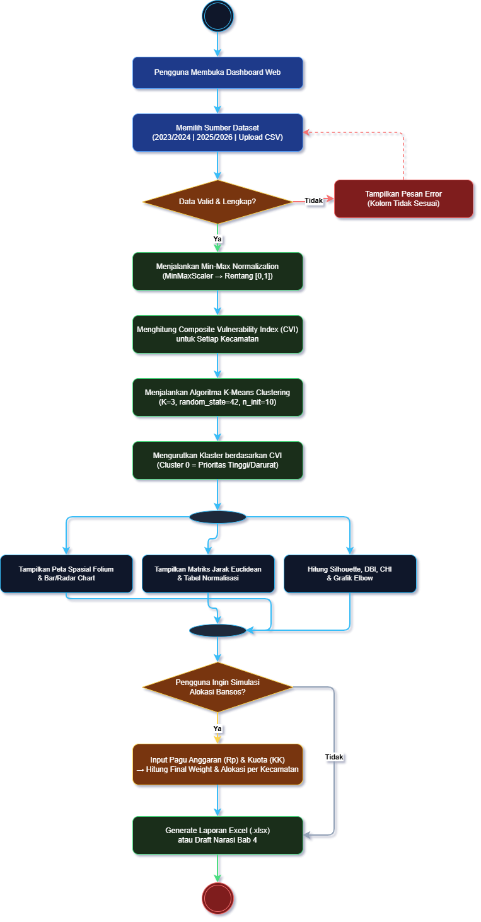 Pengguna Membuka Dashboard Web
Memilih Sumber Dataset
(2023/2024 | 2025/2026 | Upload CSV)
Data Valid & Lengkap?
Tidak
Tampilkan Pesan Error
(Kolom Tidak Sesuai)
Ya
Menjalankan Min-Max Normalization
(MinMaxScaler → Rentang [0,1])
Menghitung Composite Vulnerability Index (CVI)
untuk Setiap Kecamatan
Menjalankan Algoritma K-Means Clustering
(K=3, random_state=42, n_init=10)
Mengurutkan Klaster berdasarkan CVI
(Cluster 0 = Prioritas Tinggi/Darurat)
Tampilkan Peta Spasial Folium
& Bar/Radar Chart
Tampilkan Matriks Jarak Euclidean
& Tabel Normalisasi
Hitung Silhouette, DBI, CHI
& Grafik Elbow
Pengguna Ingin Simulasi
Alokasi Bansos?
Ya
Tidak
Input Pagu Anggaran (Rp) & Kuota (KK)
→ Hitung Final Weight & Alokasi per Kecamatan
Generate Laporan Excel (.xlsx)
atau Draft Narasi Bab 4